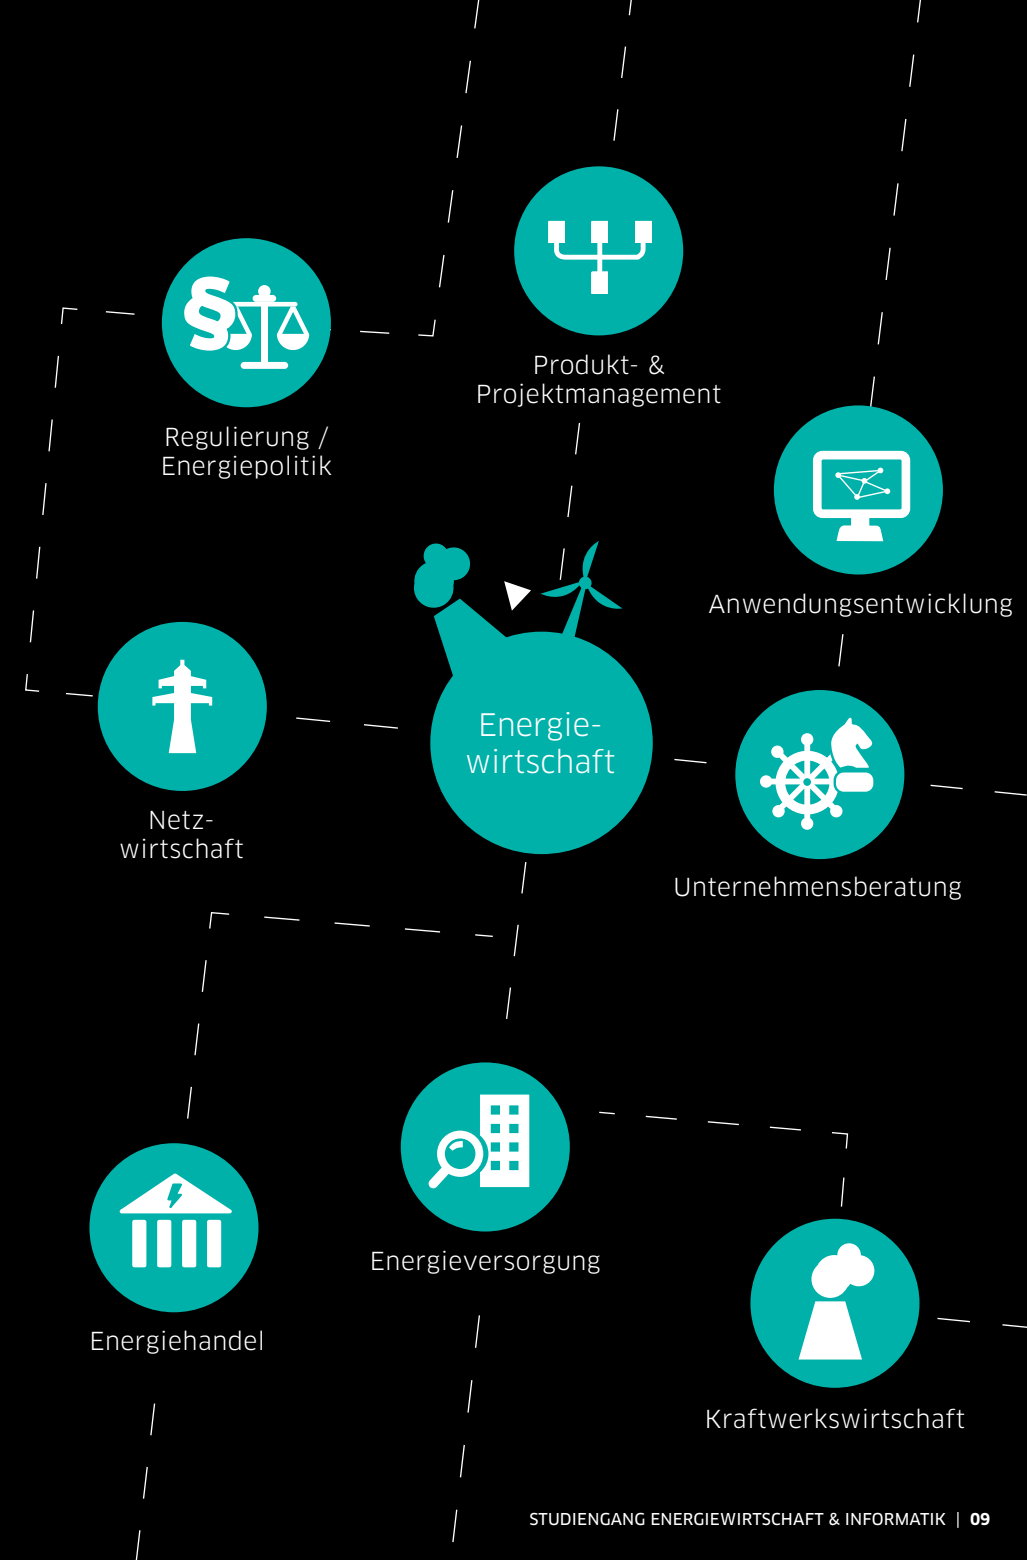 Produkt- &
Projektmanagement
Regulierung /
Energiepolitik
Anwendungsentwicklung
Energie-
wirtschaft
Netz-
wirtschaft
Unternehmensberatung
Energieversorgung
Energiehandel
Kraftwerkswirtschaft
STUDIENGANG ENERGIEWIRTSCHAFT & INFORMATIK | 09